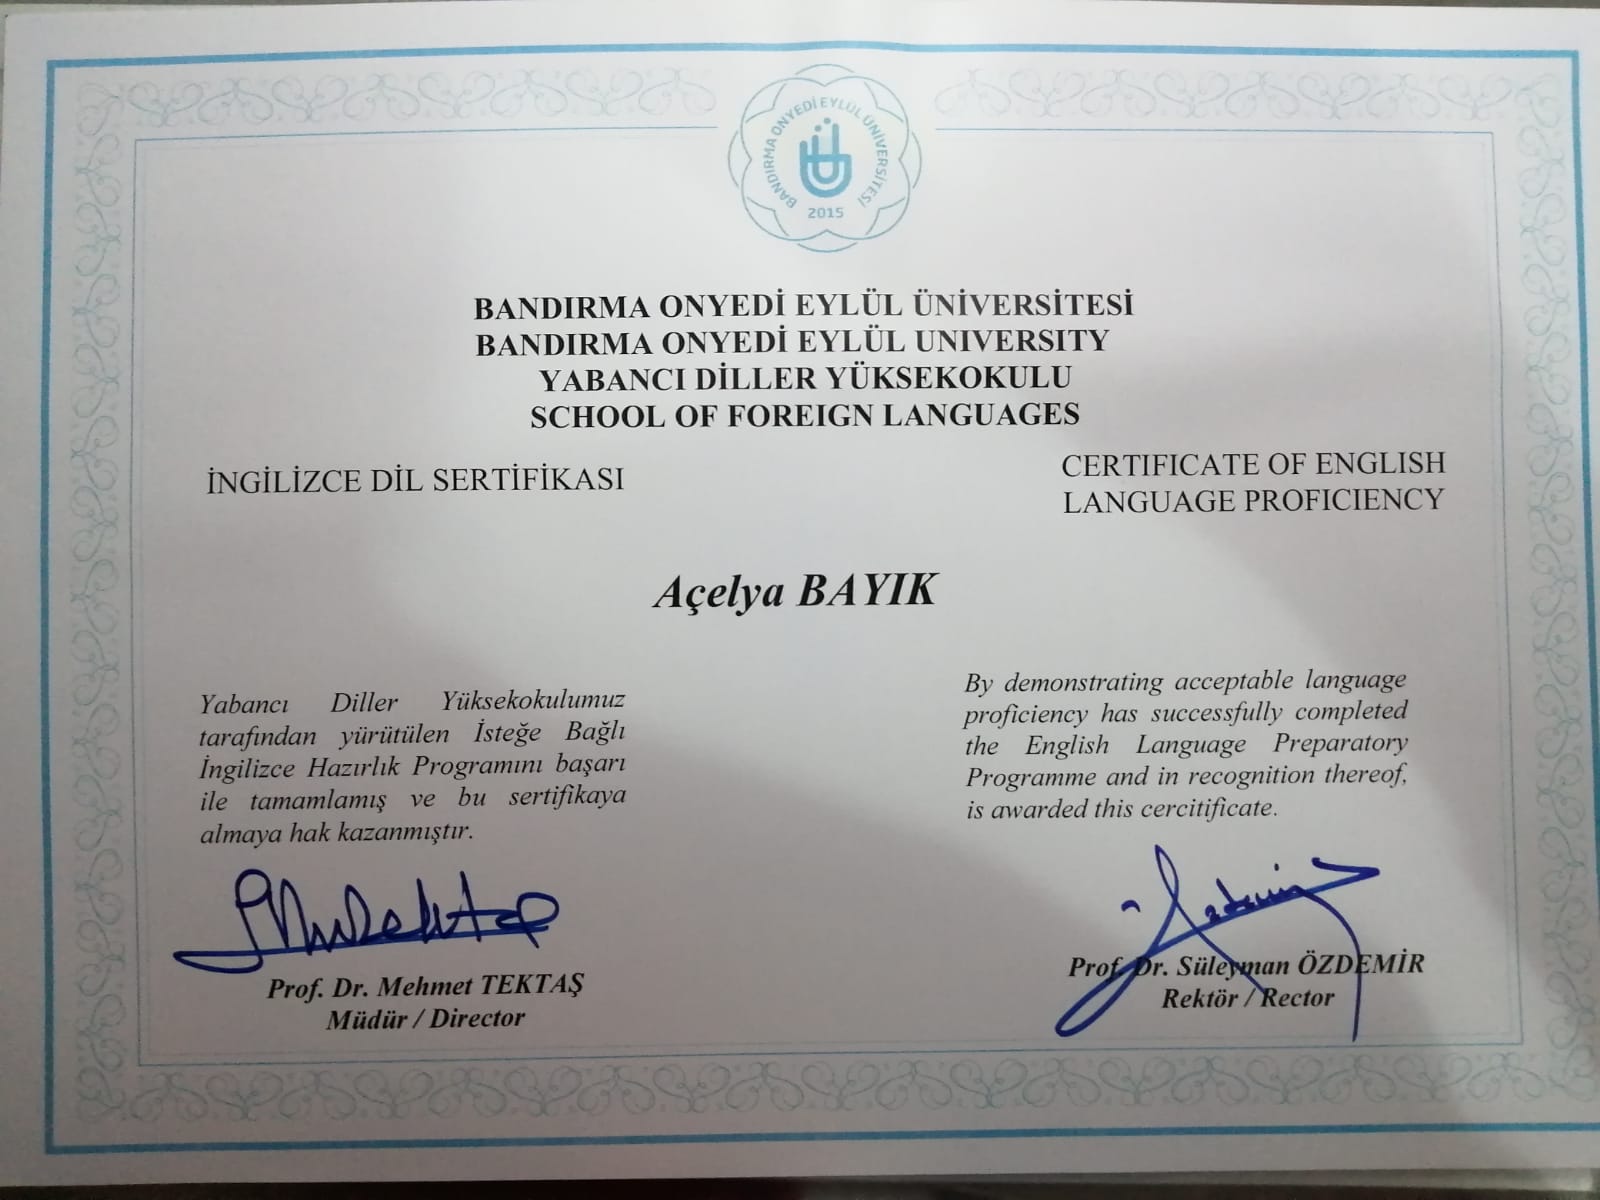 BANDIRMA ONYEDİ EYLÜL ÜNİVERSİTESİ
2015
BANDIRMA ONYEDİ EYLÜL ÜNİVERSİTESİ
BANDIRMA ONYEDİ EYLÜL UNIVERSITY
YABANCI DİLLER YÜKSEKOKULU
SCHOOL OF FOREIGN LANGUAGES
İNGİLİZCE DİL SERTİFİKASI
CERTIFICATE OF ENGLISH
LANGUAGE PROFICIENCY
Açelya BAYIK
Yabancı Diller Yüksekokulumuz
tarafından yürütülen İsteğe Bağlı
İngilizce Hazırlık Programını başarı
ile tamamlamış ve bu sertifikaya
almaya hak kazanmıştır.
By demonstrating acceptable language
proficiency has successfully completed
the English Language Preparatory
Programme and in recognition thereof,
is awarded this cercitificate.
Prof. Dr. Mehmet TEKTAŞ
Müdür / Director
Prof. Dr. Süleyman ÖZDEMİR
Rektör / Rector